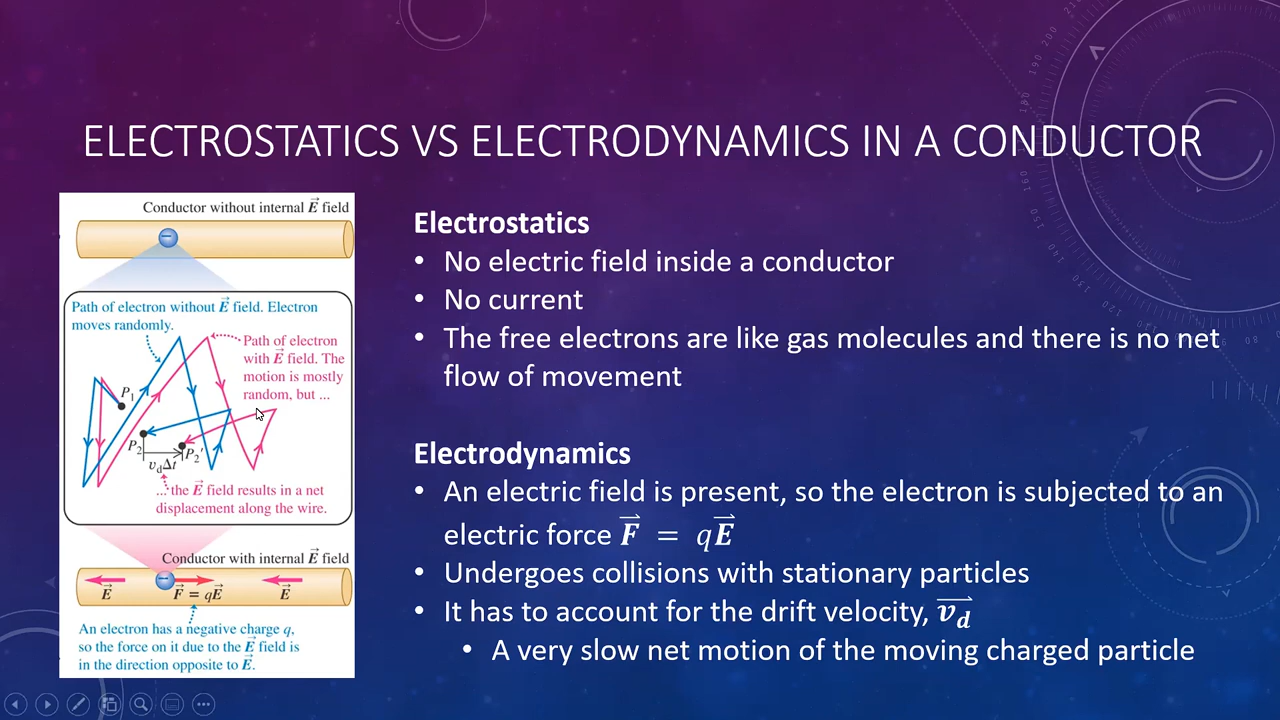 ELECTROSTATICS VS ELECTRODYNAMICS IN A CONDUCTOR
Conductor without internal E⃗ field
−
Path of electron without E⃗ field. Electron
moves randomly.
Path of electron
with E⃗ field. The
motion is mostly
random, but ...
P₁
P₂
P₂′
v_dΔt
... the E⃗ field results in a net
displacement along the wire.
Conductor with internal E⃗ field
−
E⃗
F⃗ = qE⃗
E⃗
An electron has a negative charge q,
so the force on it due to the E⃗ field is
in the direction opposite to E⃗.
Electrostatics
• No electric field inside a conductor
• No current
• The free electrons are like gas molecules and there is no net
flow of movement
Electrodynamics
• An electric field is present, so the electron is subjected to an
electric force F⃗ = qE⃗
• Undergoes collisions with stationary particles
• It has to account for the drift velocity, v_d⃗
• A very slow net motion of the moving charged particle